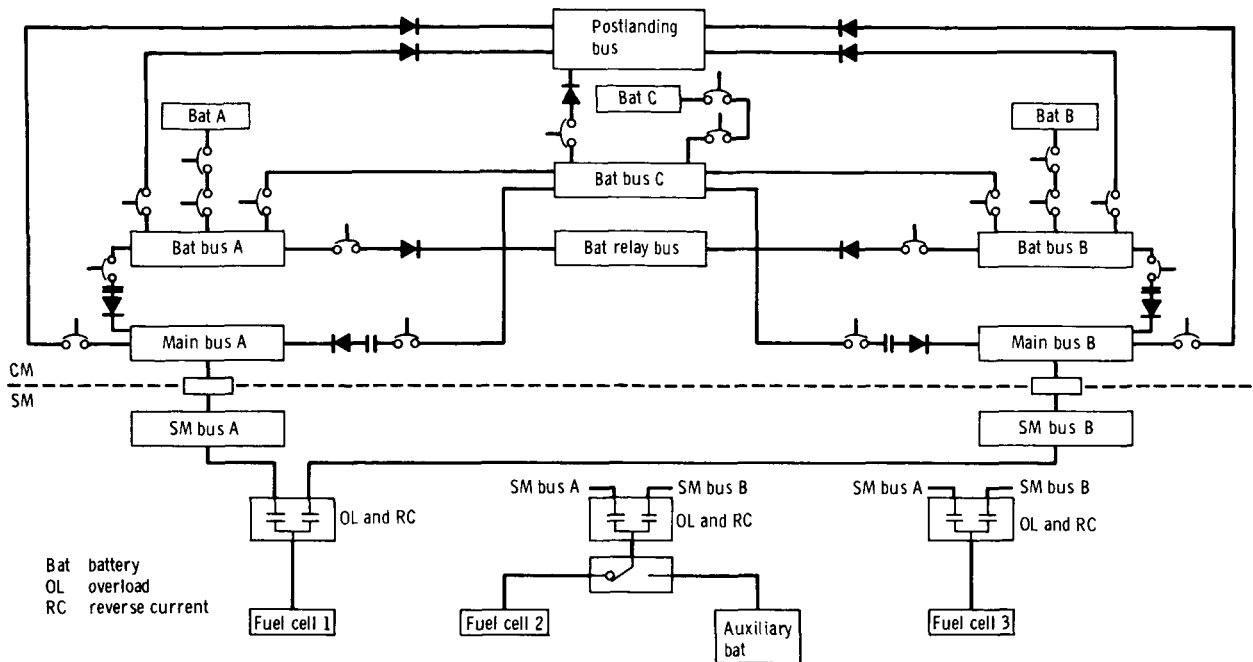 Postlanding
bus
Bat C
Bat A
Bat B
Bat bus C
Bat bus A
Bat relay bus
Bat bus B
Main bus A
Main bus B
CM
SM
SM bus A
SM bus B
SM bus A
SM bus B
SM bus A
SM bus B
OL and RC
OL and RC
OL and RC
Bat battery
OL overload
RC reverse current
Fuel cell 1
Fuel cell 2
Auxiliary
bat
Fuel cell 3